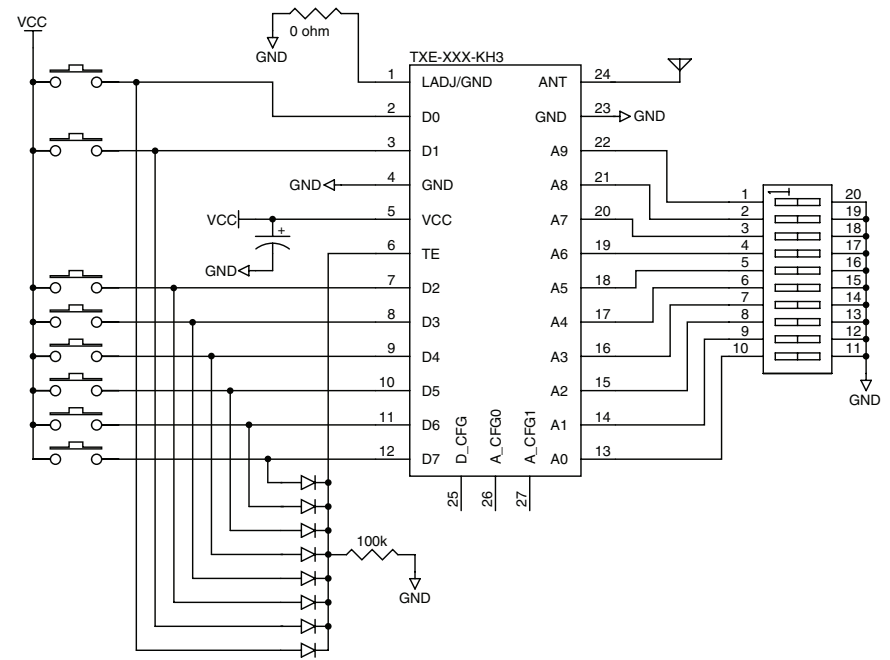 VCC
0 ohm
GND
TXE-XXX-KH3
1 LADJ/GND ANT 24
2 D0 GND 23 GND
3 D1 A9 22
GND 4 GND A8 21
VCC 5 VCC A7 20
+
GND
6 TE A6 19
7 D2 A5 18
8 D3 A4 17
9 D4 A3 16
10 D5 A2 15
11 D6 A1 14
12 D7 A0 13
D_CFG
A_CFG0
A_CFG1
25
26
27
1 20
2 19
3 18
4 17
5 16
6 15
7 14
8 13
9 12
10 11
GND
100k
GND